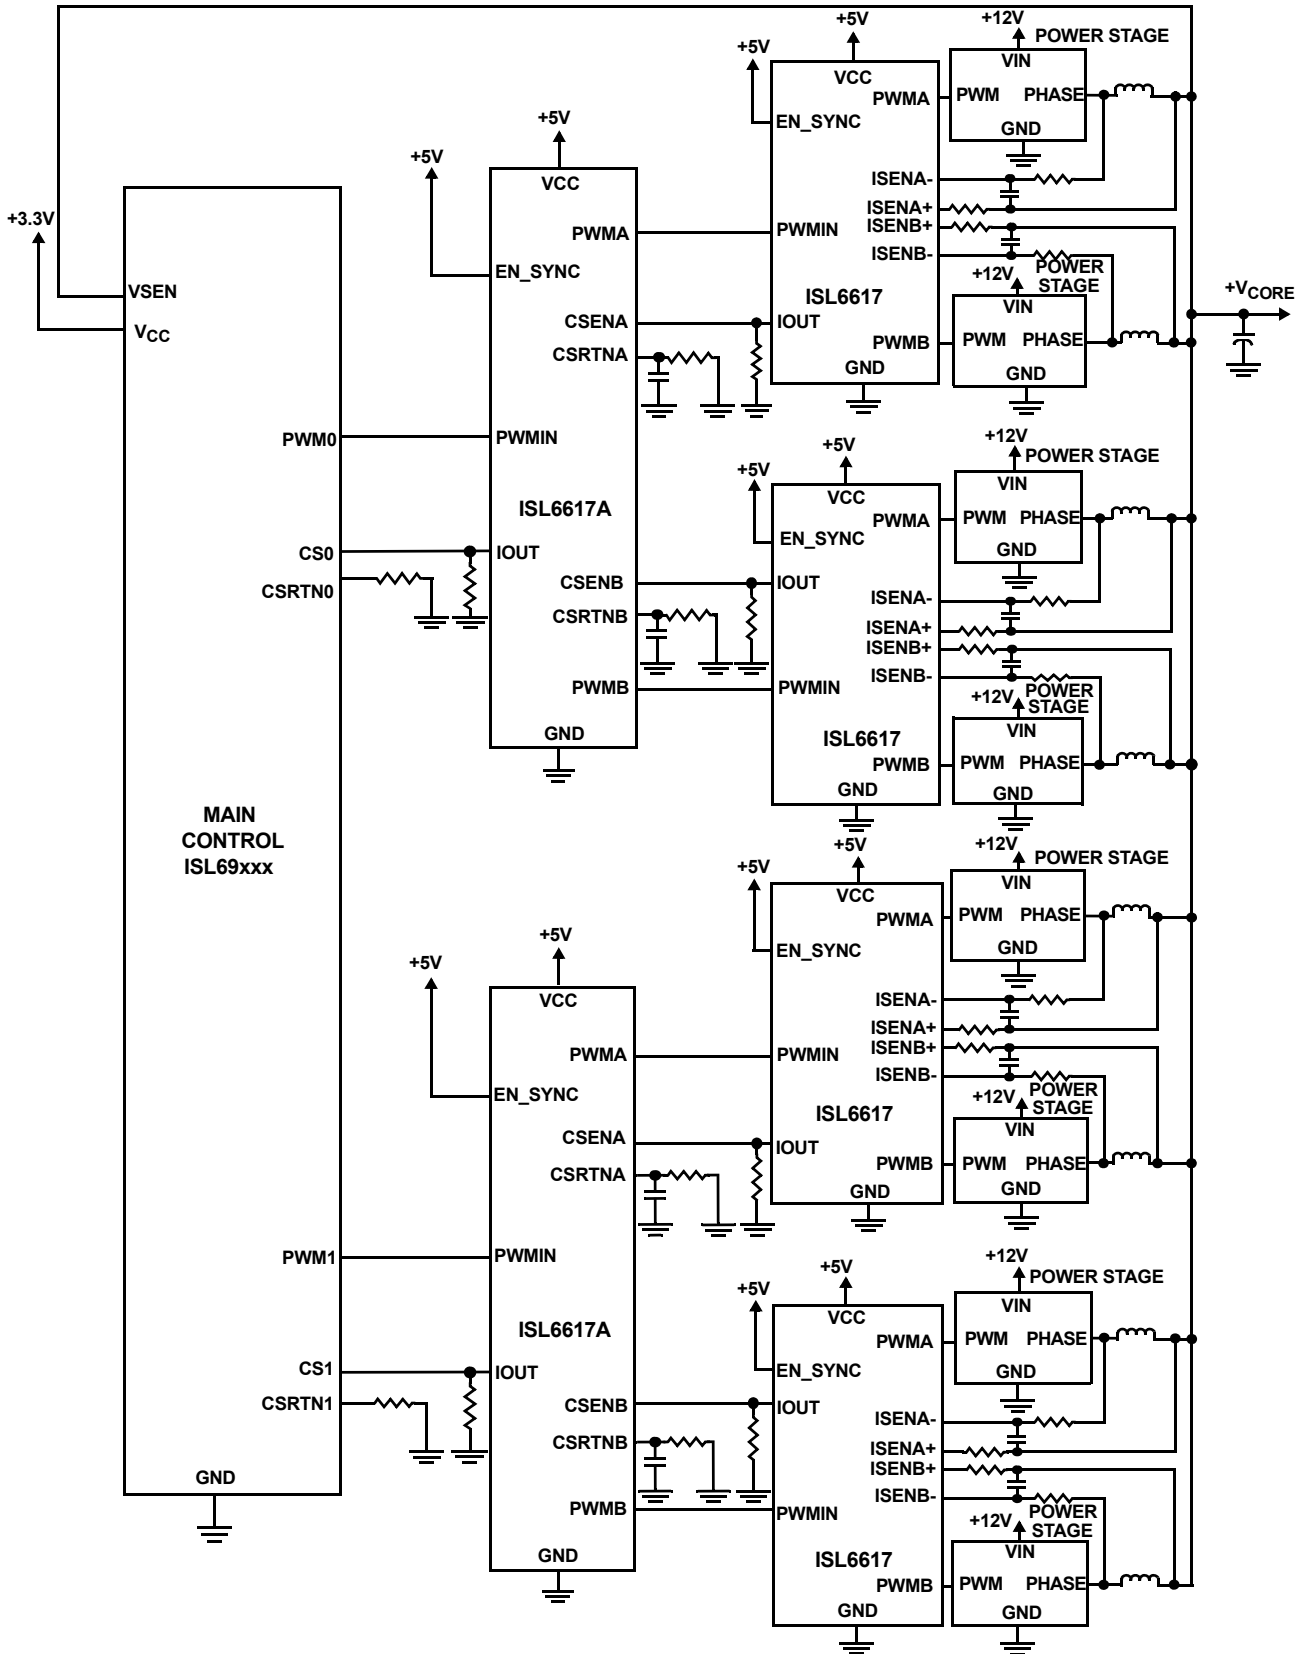 +3.3V
VSEN
VCC
PWM0
CS0
CSRTN0
MAIN
CONTROL
ISL69xxx
PWM1
CS1
CSRTN1
GND
+5V
+5V
VCC
PWMA
EN_SYNC
CSENA
CSRTNA
PWMIN
ISL6617A
IOUT
CSENB
CSRTNB
PWMB
GND
+5V
+5V
VCC
PWMA
EN_SYNC
CSENA
CSRTNA
PWMIN
ISL6617A
IOUT
CSENB
CSRTNB
PWMB
GND
+5V
+5V
VCC
PWMA
EN_SYNC
ISENA-
ISENA+
ISENB+
PWMIN
ISENB-
ISL6617
IOUT
PWMB
GND
+12V
POWER STAGE
VIN
PWM PHASE
GND
+12V
POWER
STAGE
VIN
PWM PHASE
GND
+VCORE
+5V
+5V
VCC
PWMA
EN_SYNC
IOUT
ISENA-
ISENA+
ISENB+
ISENB-
PWMIN
ISL6617
PWMB
GND
+12V
POWER STAGE
VIN
PWM PHASE
GND
+12V
POWER
STAGE
VIN
PWM PHASE
GND
+5V
+5V
VCC
PWMA
EN_SYNC
ISENA-
ISENA+
ISENB+
PWMIN
ISENB-
ISL6617
IOUT
PWMB
GND
+12V
POWER STAGE
VIN
PWM PHASE
GND
+12V
POWER
STAGE
VIN
PWM PHASE
GND
+5V
+5V
VCC
PWMA
EN_SYNC
IOUT
ISENA-
ISENA+
ISENB+
ISENB-
PWMIN
ISL6617
PWMB
GND
+12V
POWER STAGE
VIN
PWM PHASE
GND
+12V
POWER
STAGE
VIN
PWM PHASE
GND